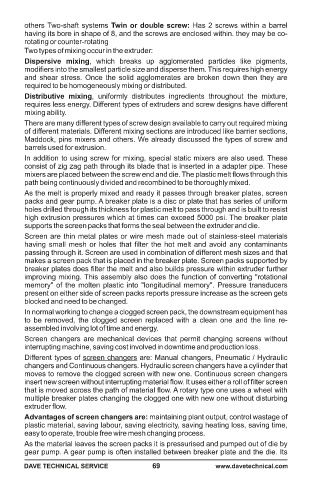 others Two-shaft systems Twin or double screw: Has 2 screws within a barrel
having its bore in shape of 8, and the screws are enclosed within. they may be co-
rotating or counter-rotating
Two types of mixing occur in the extruder:
Dispersive mixing, which breaks up agglomerated particles like pigments,
modifiers into the smallest particle size and disperse them. This requires high energy
and shear stress. Once the solid agglomerates are broken down then they are
required to be homogeneously mixing or distributed.
Distributive mixing, uniformly distributes ingredients throughout the mixture,
requires less energy. Different types of extruders and screw designs have different
mixing ability.
There are many different types of screw design available to carry out required mixing
of different materials. Different mixing sections are introduced like barrier sections,
Maddock, pins mixers and others. We already discussed the types of screw and
barrels used for extrusion.
In addition to using screw for mixing, special static mixers are also used. These
consist of zig zag path through its blade that is inserted in a adapter pipe. These
mixers are placed between the screw end and die. The plastic melt flows through this
path being continuously divided and recombined to be thoroughly mixed.
As the melt is properly mixed and ready it passes through breaker plates, screen
packs and gear pump. A breaker plate is a disc or plate that has series of uniform
holes drilled through its thickness for plastic melt to pass through and is built to resist
high extrusion pressures which at times can exceed 5000 psi. The breaker plate
supports the screen packs that forms the seal between the extruder and die.
Screen are thin metal plates or wire mesh made out of stainless-steel materials
having small mesh or holes that filter the hot melt and avoid any contaminants
passing through it. Screen are used in combination of different mesh sizes and that
makes a screen pack that is placed in the breaker plate. Screen packs supported by
breaker plates does filter the melt and also builds pressure within extruder further
improving mixing. This assembly also does the function of converting "rotational
memory" of the molten plastic into "longitudinal memory". Pressure transducers
present on either side of screen packs reports pressure increase as the screen gets
blocked and need to be changed.
In normal working to change a clogged screen pack, the downstream equipment has
to be removed, the clogged screen replaced with a clean one and the line re-
assembled involving lot of time and energy.
Screen changers are mechanical devices that permit changing screens without
interrupting machine, saving cost involved in downtime and production loss.
Different types of screen changers are: Manual changers, Pneumatic / Hydraulic
changers and Continuous changers. Hydraulic screen changers have a cylinder that
moves to remove the clogged screen with new one. Continuous screen changers
insert new screen without interrupting material flow. It uses either a roll of filter screen
that is moved across the path of material flow. A rotary type one uses a wheel with
multiple breaker plates changing the clogged one with new one without disturbing
extruder flow.
Advantages of screen changers are: maintaining plant output, control wastage of
plastic material, saving labour, saving electricity, saving heating loss, saving time,
easy to operate, trouble free wire mesh changing process.
As the material leaves the screen packs it is pressurised and pumped out of die by
gear pump. A gear pump is often installed between breaker plate and the die. Its
DAVE TECHNICAL SERVICE 69 www.davetechnical.com